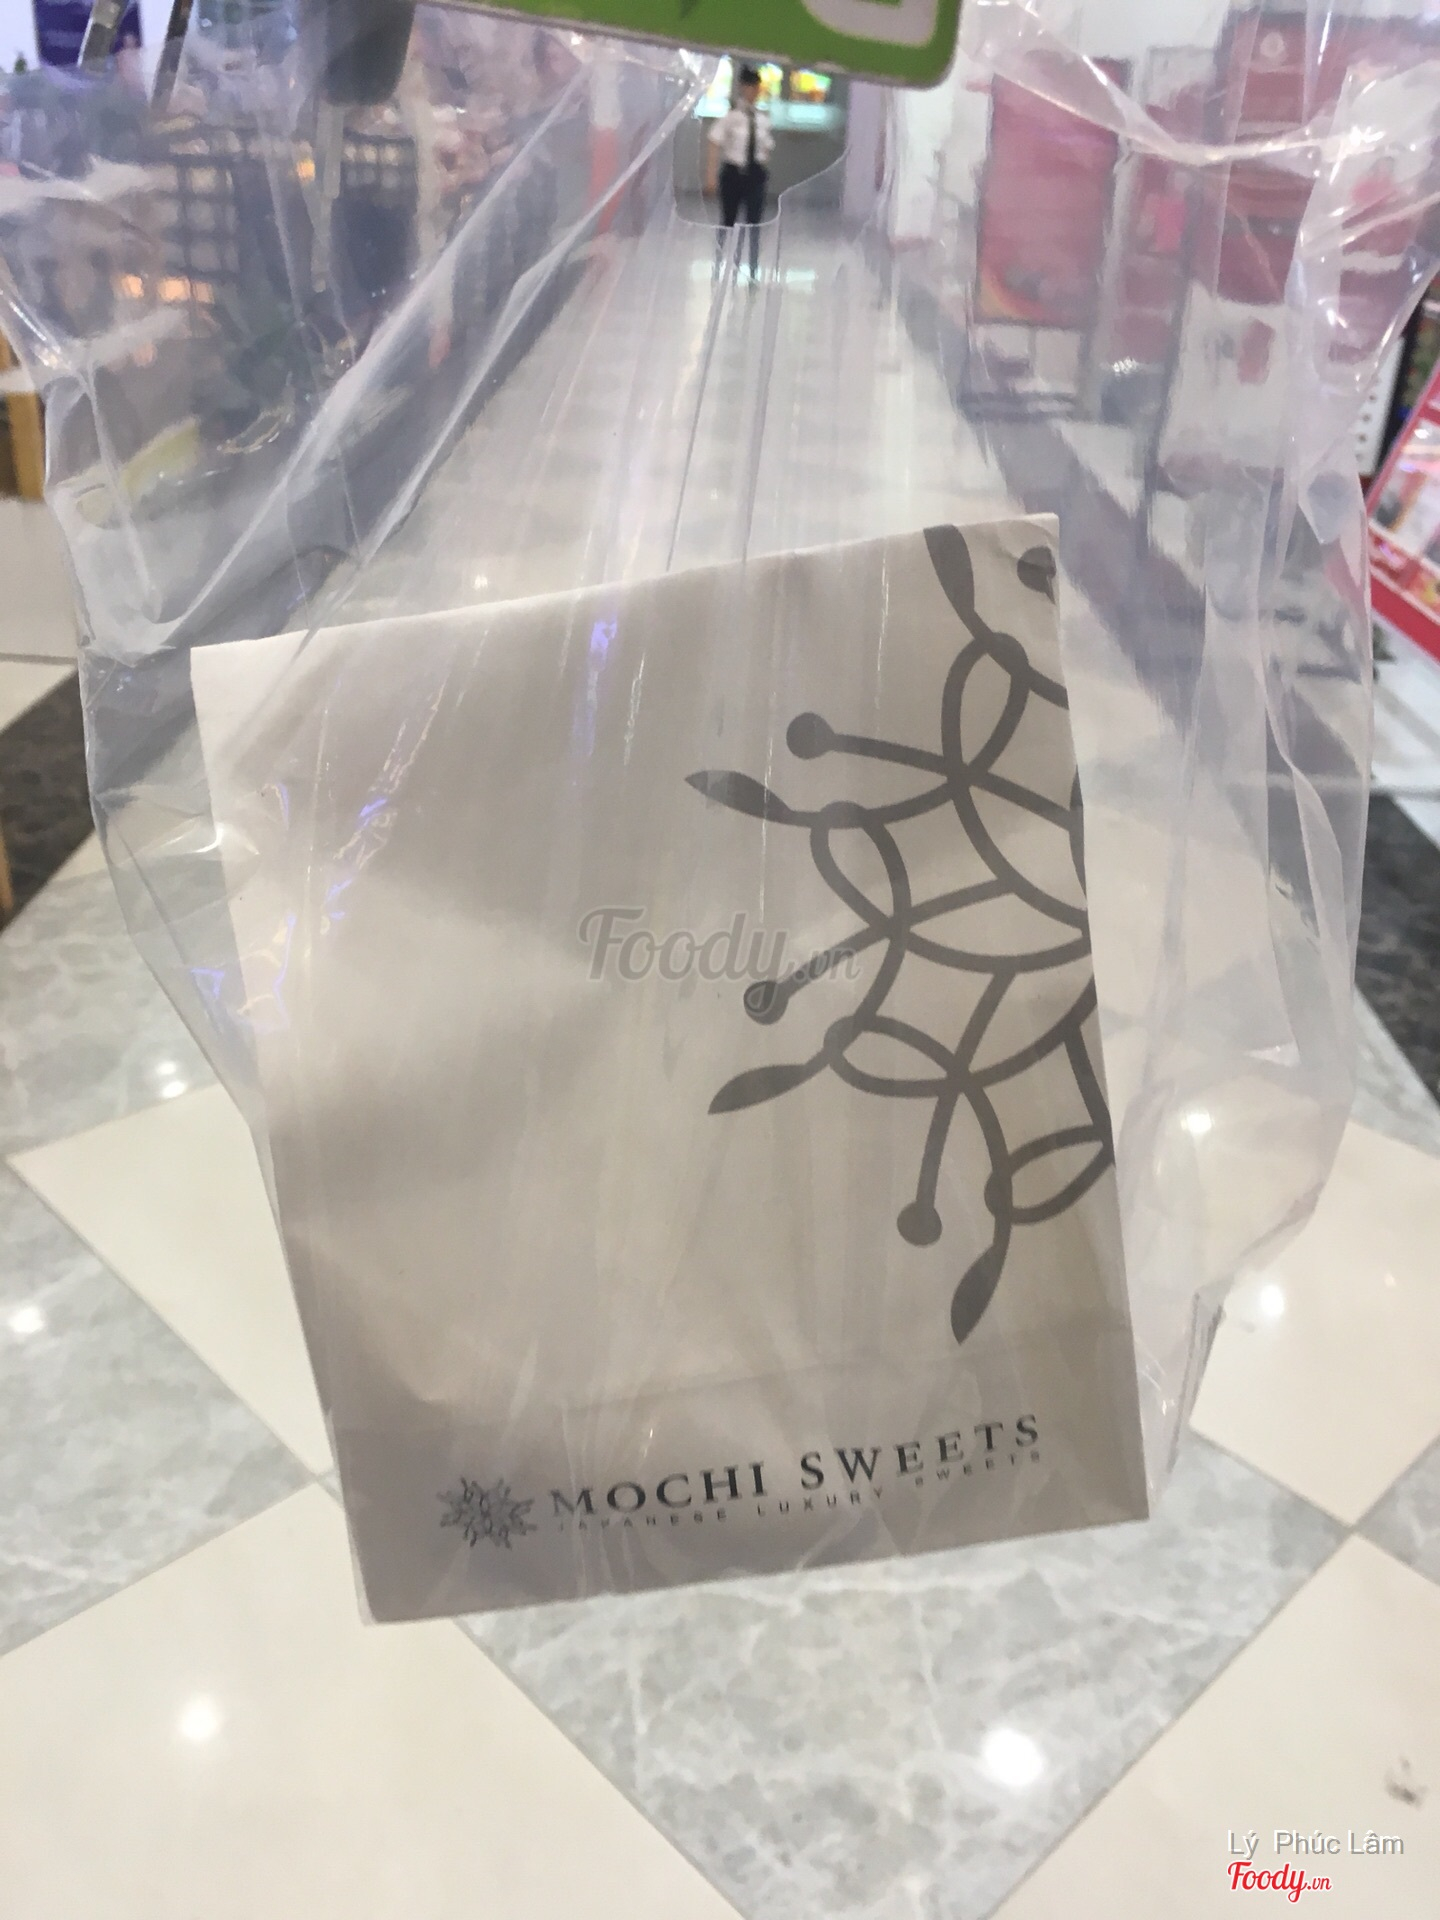 Foody.vn
MOCHI SWEETS
JAPANESE LUXURY SWEETS
Lý Phúc Lâm
Foody.vn